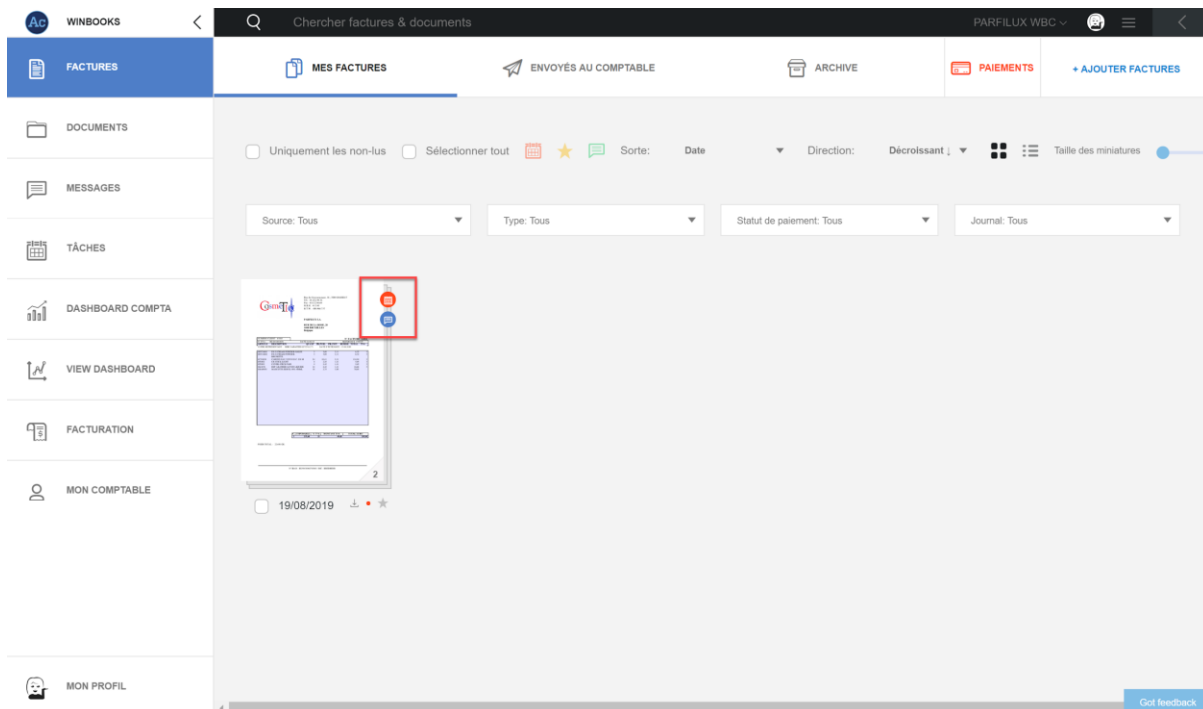 Ac WINBOOKS
Chercher factures & documents
PARFILUX WBC
FACTURES
MES FACTURES
ENVOYÉS AU COMPTABLE
ARCHIVE
PAIEMENTS
+ AJOUTER FACTURES
DOCUMENTS
MESSAGES
TÂCHES
DASHBOARD COMPTA
VIEW DASHBOARD
FACTURATION
MON COMPTABLE
MON PROFIL
Uniquement les non-lus Sélectionner tout Sorte: Date Direction: Décroissant ↓ Taille des miniatures
Source: Tous Type: Tous Statut de paiement: Tous Journal: Tous
2
19/08/2019
Got feedback